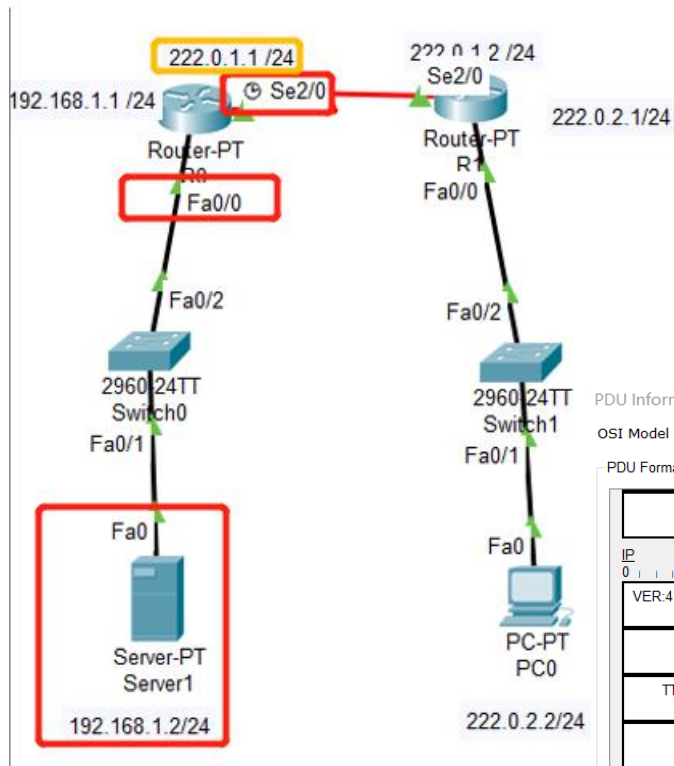 222.0.1.1 /24
222.0.1.2 /24
Se2/0
Se2/0
192.168.1.1 /24
222.0.2.1/24
Router-PT
R0
Router-PT
R1
Fa0/0
Fa0/0
Fa0/2
Fa0/2
2960-24TT
Switch0
2960-24TT
Switch1
Fa0/1
Fa0/1
PDU Inform
OSI Model
PDU Forma
IP
0
VER:4
Fa0
Fa0
Server-PT
Server1
PC-PT
PC0
192.168.1.2/24
222.0.2.2/24